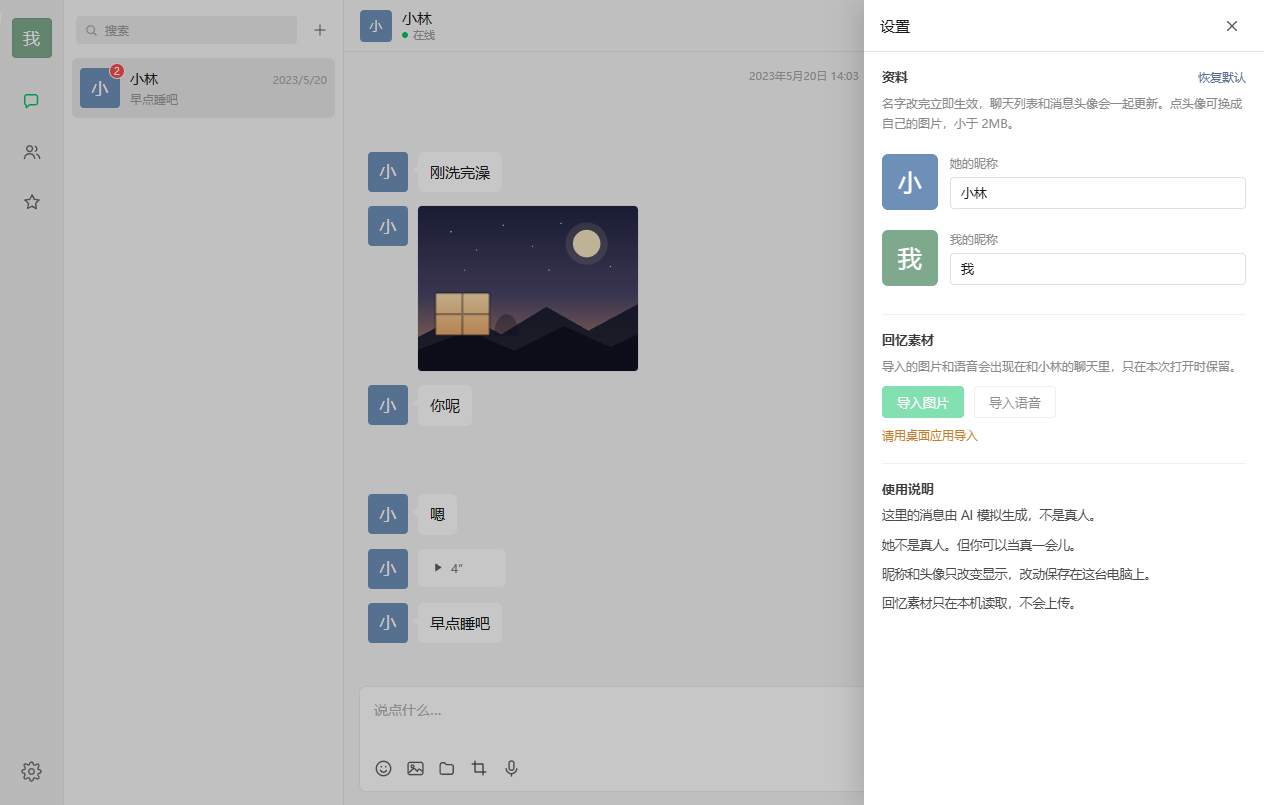 我
搜索
小
2
小林
2023/5/20
早点睡吧
小
小林
在线
2023年5月20日 14:03
小
刚洗完澡
小
小
你呢
小
嗯
小
4″
小
早点睡吧
说点什么...
设置
资料
恢复默认
名字改完立即生效，聊天列表和消息头像会一起更新。点头像可换成
自己的图片，小于 2MB。
小
她的昵称
小林
我
我的昵称
我
回忆素材
导入的图片和语音会出现在和小林的聊天里，只在本次打开时保留。
导入图片
导入语音
请用桌面应用导入
使用说明
这里的消息由 AI 模拟生成，不是真人。
她不是真人。但你可以当真一会儿。
昵称和头像只改变显示，改动保存在这台电脑上。
回忆素材只在本机读取，不会上传。